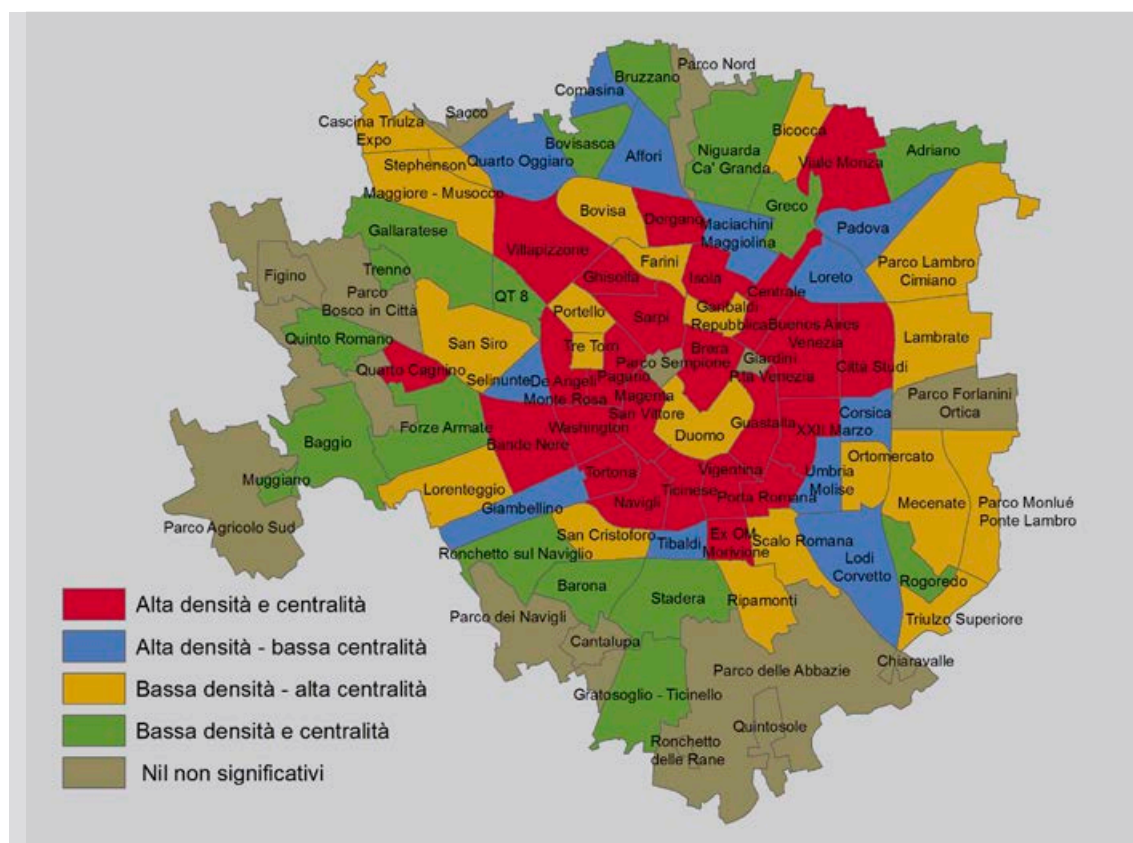 Parco Nord
Bruzzano
Comasina
Sacco
Cascina Triulza
Expo
Bicocca
Bovisasca
Niguarda
Ca' Granda
Viale Monza
Adriano
Stephenson
Quarto Oggiaro
Affori
Maggiore - Musocco
Greco
Bovisa
Dergano
Maciachini
Maggiolina
Padova
Gallaratese
Villapizzone
Farini
Parco Lambro
Cimiano
Figino
Trenno
Ghisolfa
Isola
Loreto
Parco
Bosco in Città
QT 8
Centrale
Portello
Garibaldi
Repubblica
Sarpi
Buenos Aires
Venezia
Quinto Romano
San Siro
Tre Torri
Brera
Lambrate
Parco Sempione
Giardini
P.ta Venezia
Città Studi
Quarto Cagnino
Selinunte
De Angeli
Monte Rosa
Pagano
Magenta
San Vittore
Parco Forlanini
Ortica
Corsica
XXII Marzo
Forze Armate
Washington
Guastalla
Duomo
Baggio
Bande Nere
Ortomercato
Muggiano
Tortona
Vigentina
Umbria
Molise
Lorenteggio
Giambellino
Navigli
Ticinese
Porta Romana
Mecenate
Parco Monlué
Ponte Lambro
Parco Agricolo Sud
San Cristoforo
Ex OM
Morivione
Scalo Romana
Ronchetto sul Naviglio
Tibaldi
Lodi
Corvetto
Barona
Stadera
Ripamonti
Rogoredo
Triulzo Superiore
Parco dei Navigli
Cantalupa
Chiaravalle
Parco delle Abbazie
Gratosoglio - Ticinello
Quintosole
Ronchetto
delle Rane
Alta densità e centralità
Alta densità - bassa centralità
Bassa densità - alta centralità
Bassa densità e centralità
Nil non significativi